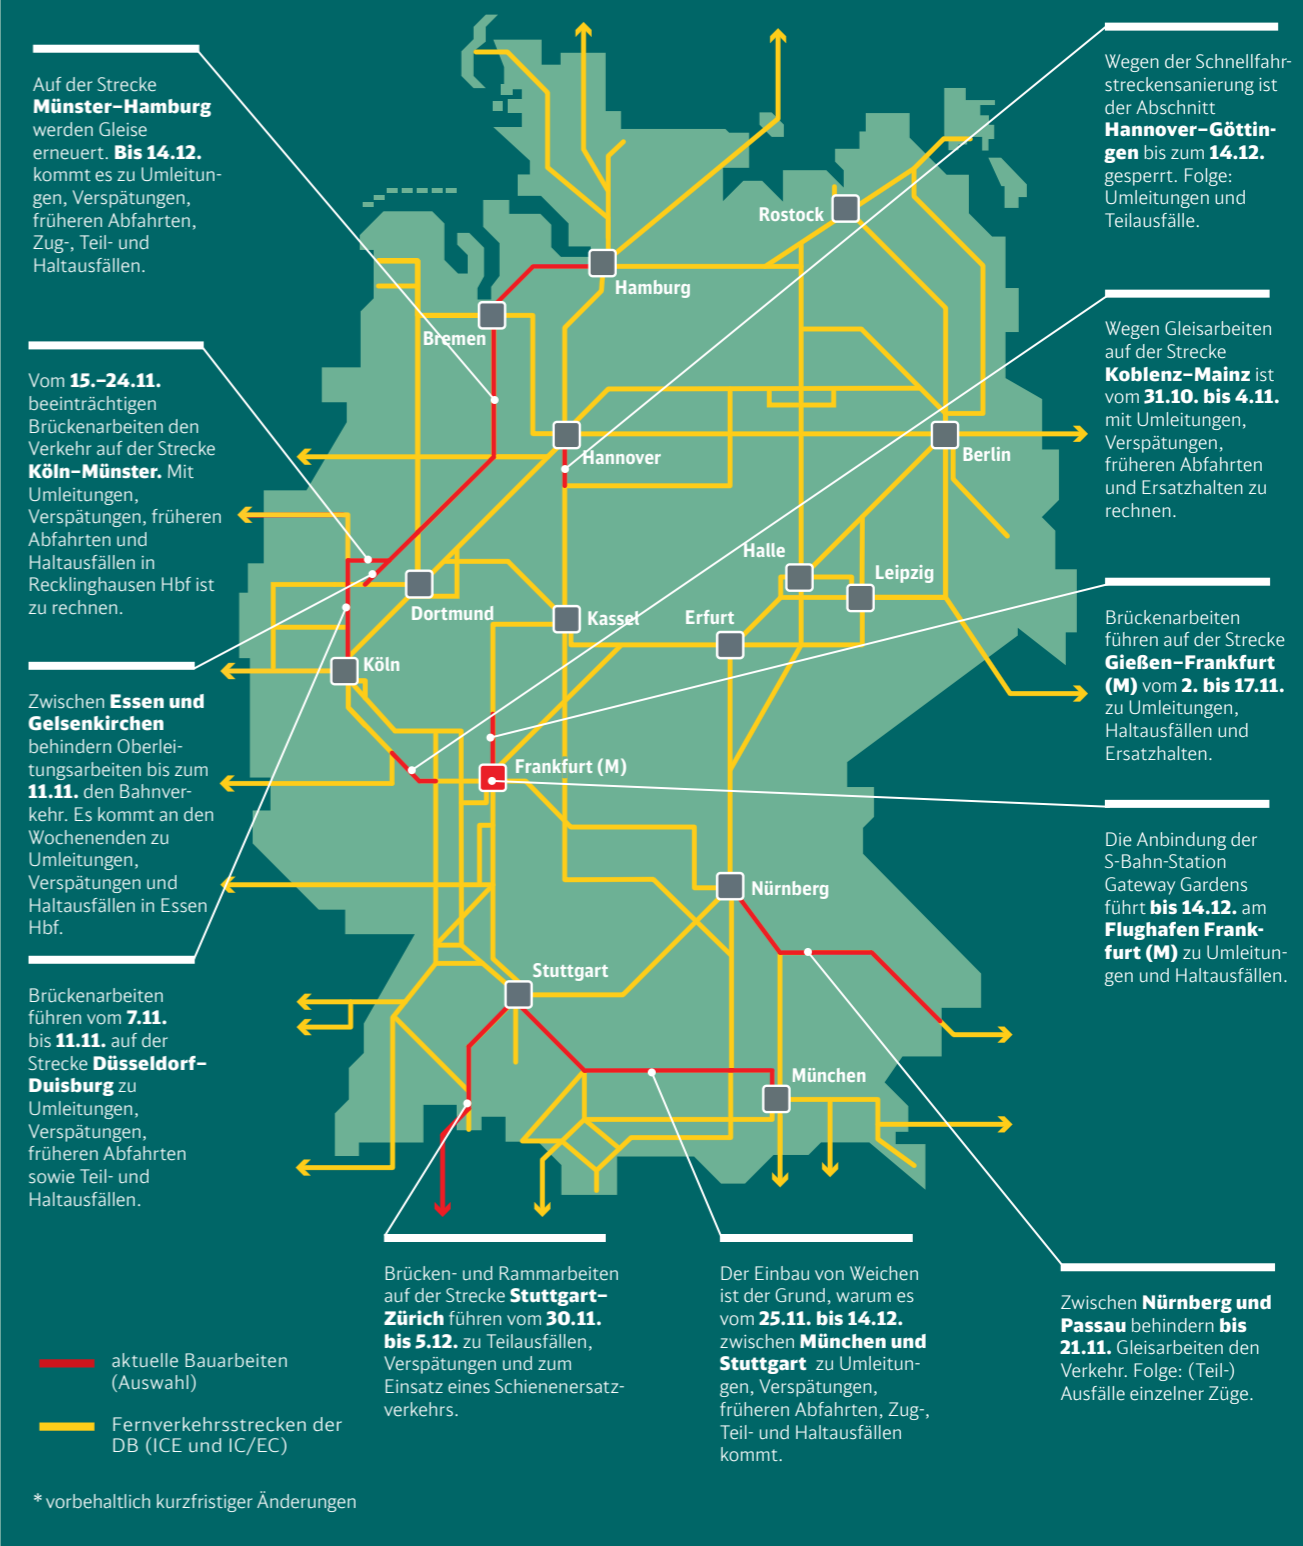 Auf der Strecke
Münster–Hamburg
werden Gleise
erneuert. Bis 14.12.
kommt es zu Umleitun-
gen, Verspätungen,
früheren Abfahrten,
Zug-, Teil- und
Haltausfällen.
Vom 15.–24.11.
beeinträchtigen
Brückenarbeiten den
Verkehr auf der Strecke
Köln–Münster. Mit
Umleitungen,
Verspätungen, früheren
Abfahrten und
Haltausfällen in
Recklinghausen Hbf ist
zu rechnen.
Zwischen Essen und
Gelsenkirchen
behindern Oberlei-
tungsarbeiten bis zum
11.11. den Bahnver-
kehr. Es kommt an den
Wochenenden zu
Umleitungen,
Verspätungen und
Haltausfällen in Essen
Hbf.
Brückenarbeiten
führen vom 7.11.
bis 11.11. auf der
Strecke Düsseldorf–
Duisburg zu
Umleitungen,
Verspätungen,
früheren Abfahrten
sowie Teil- und
Haltausfällen.
Rostock
Hamburg
Bremen
Hannover
Berlin
Halle
Leipzig
Dortmund
Kassel
Erfurt
Köln
Frankfurt (M)
Nürnberg
Stuttgart
München
Wegen der Schnellfahr-
streckensanierung ist
der Abschnitt
Hannover–Göttin-
gen bis zum 14.12.
gesperrt. Folge:
Umleitungen und
Teilausfälle.
Wegen Gleisarbeiten
auf der Strecke
Koblenz–Mainz ist
vom 31.10. bis 4.11.
mit Umleitungen,
Verspätungen,
früheren Abfahrten
und Ersatzhalten zu
rechnen.
Brückenarbeiten
führen auf der Strecke
Gießen–Frankfurt
(M) vom 2. bis 17.11.
zu Umleitungen,
Haltausfällen und
Ersatzhalten.
Die Anbindung der
S-Bahn-Station
Gateway Gardens
führt bis 14.12. am
Flughafen Frank-
furt (M) zu Umleitun-
gen und Haltausfällen.
Brücken- und Rammarbeiten
auf der Strecke Stuttgart–
Zürich führen vom 30.11.
bis 5.12. zu Teilausfällen,
Verspätungen und zum
Einsatz eines Schienenersatz-
verkehrs.
Der Einbau von Weichen
ist der Grund, warum es
vom 25.11. bis 14.12.
zwischen München und
Stuttgart zu Umleitun-
gen, Verspätungen,
früheren Abfahrten, Zug-,
Teil- und Haltausfällen
kommt.
Zwischen Nürnberg und
Passau behindern bis
21.11. Gleisarbeiten den
Verkehr. Folge: (Teil-)
Ausfälle einzelner Züge.
aktuelle Bauarbeiten
(Auswahl)
Fernverkehrsstrecken der
DB (ICE und IC/EC)
* vorbehaltlich kurzfristiger Änderungen